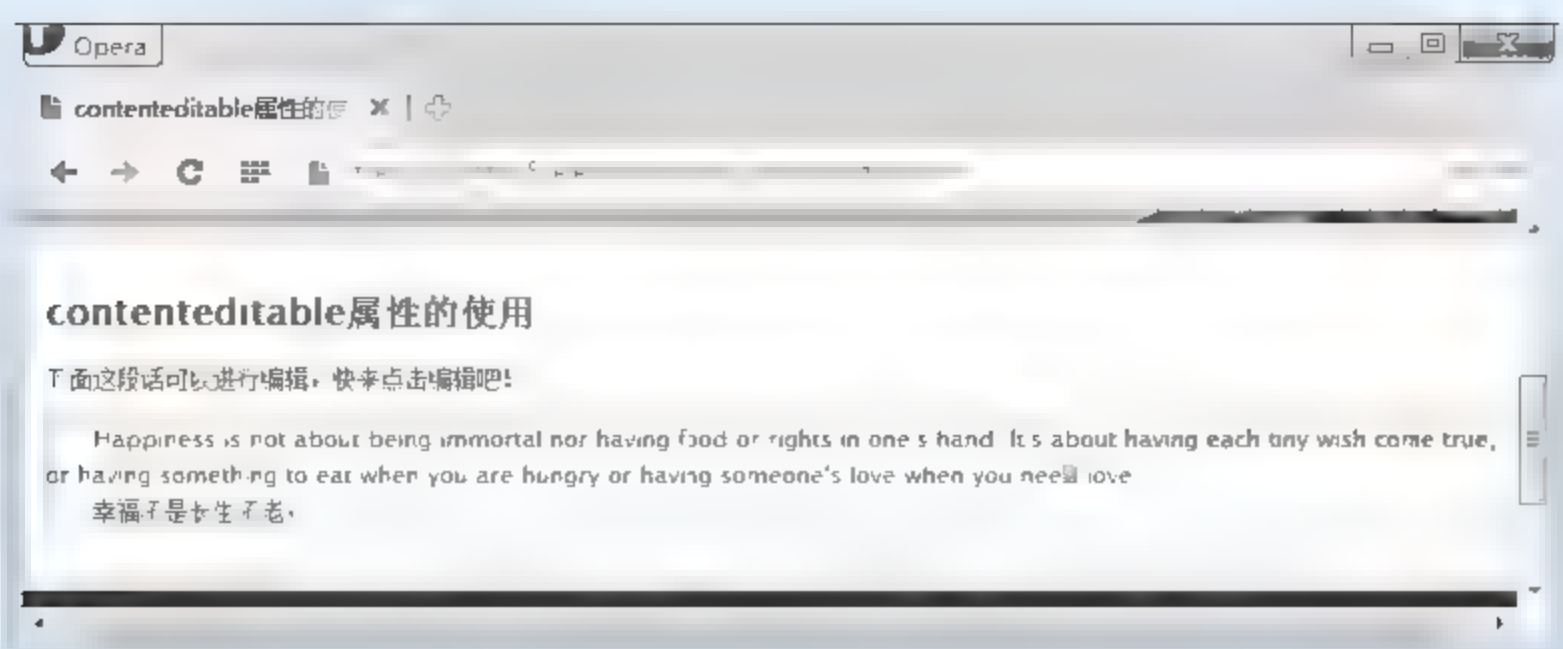 Opera
contenteditable属性的使
contenteditable属性的使用
下面这段话可以进行编辑，快来点击编辑吧！
Happiness is not about being immortal nor having food or rights in one's hand. It's about having each tiny wish come true,
or having something to eat when you are hungry or having someone's love when you need love
幸福不是长生不老，